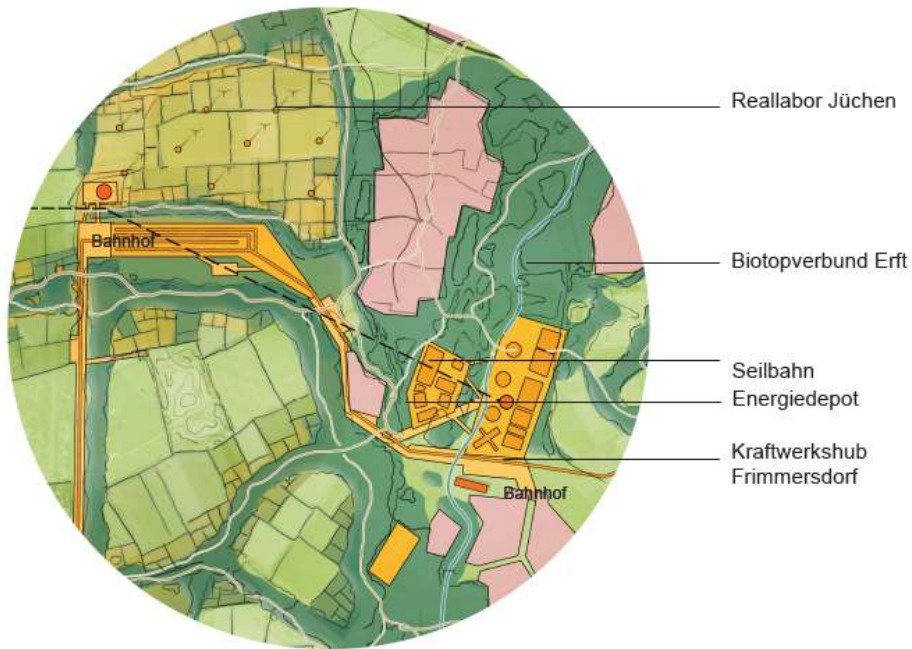 Reallabor Jüchen
Bahnhof
Biotopverbund Erft
Seilbahn
Energiedepot
Kraftwerkshub
Frimmersdorf
Bahnhof